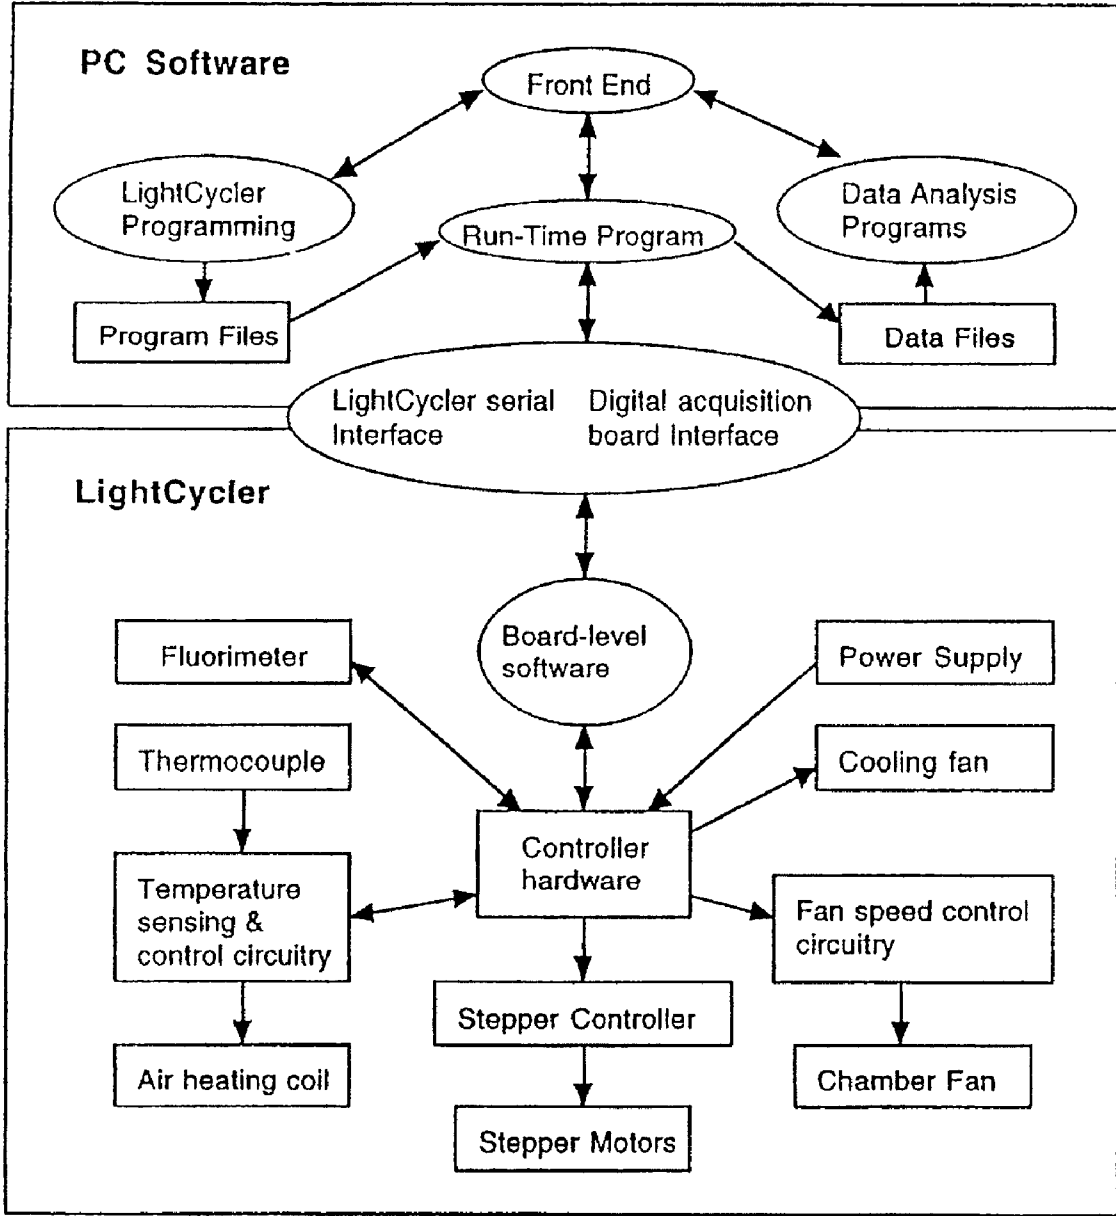 PC Software
Front End
LightCycler
Programming
Data Analysis
Programs
Run-Time Program
Program Files
Data Files
LightCycler serial
Interface
Digital acquisition
board Interface
LightCycler
Board-level
software
Fluorimeter
Power Supply
Thermocouple
Cooling fan
Controller
hardware
Temperature
sensing &
control circuitry
Fan speed control
circuitry
Stepper Controller
Air heating coil
Chamber Fan
Stepper Motors